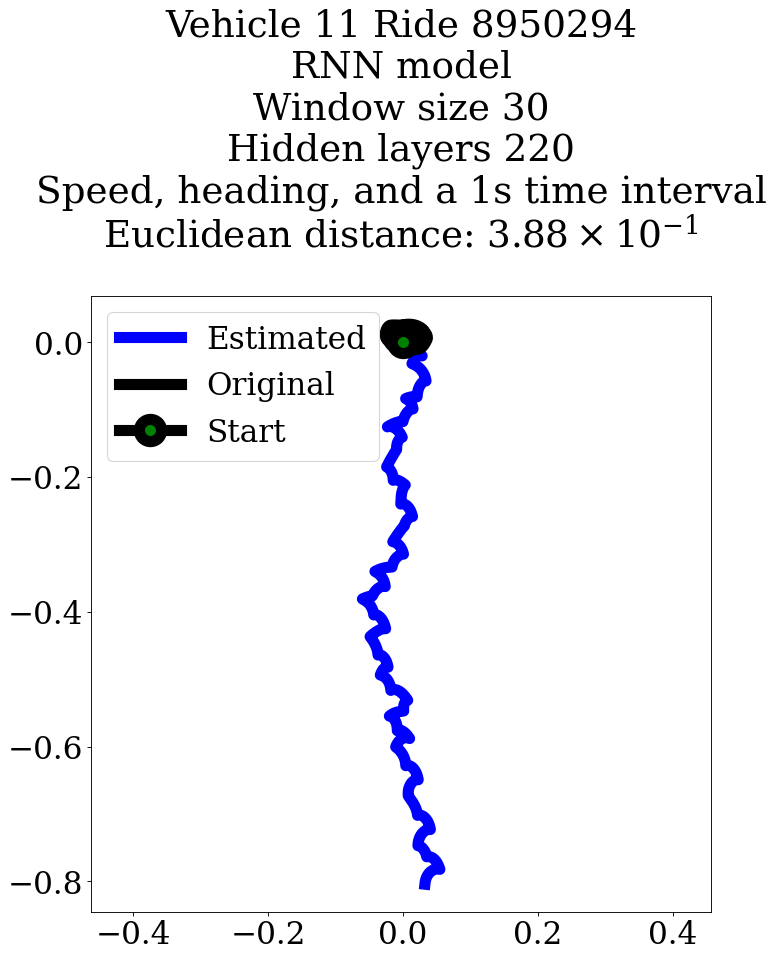 Vehicle 11 Ride 8950294
RNN model
Window size 30
Hidden layers 220
Speed, heading, and a 1s time interval
Euclidean distance: 3.88 × 10⁻¹
Estimated
Original
Start
0.0
−0.2
−0.4
−0.6
−0.8
−0.4 −0.2 0.0 0.2 0.4